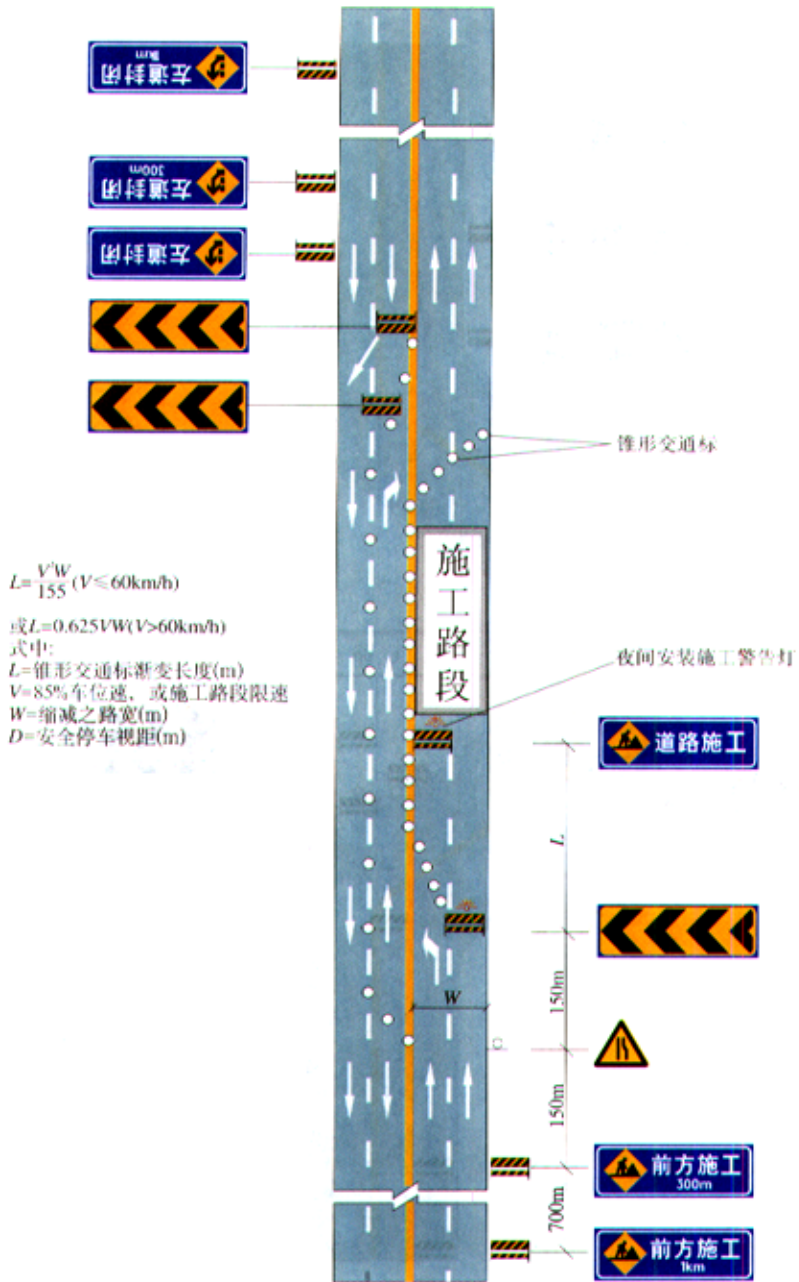 左道封闭
1km
左道封闭
300m
左道封闭
锥形交通标
施工路段
L=V²W/155(V≤60km/h)
或L=0.625VW(V>60km/h)
式中:
L=锥形交通标渐变长度(m)
V=85%车位速、或施工路段限速
W=缩减之路宽(m)
D=安全停车视距(m)
夜间安装施工警告灯
道路施工
L
150m
W
150m
前方施工
300m
700m
前方施工
1km